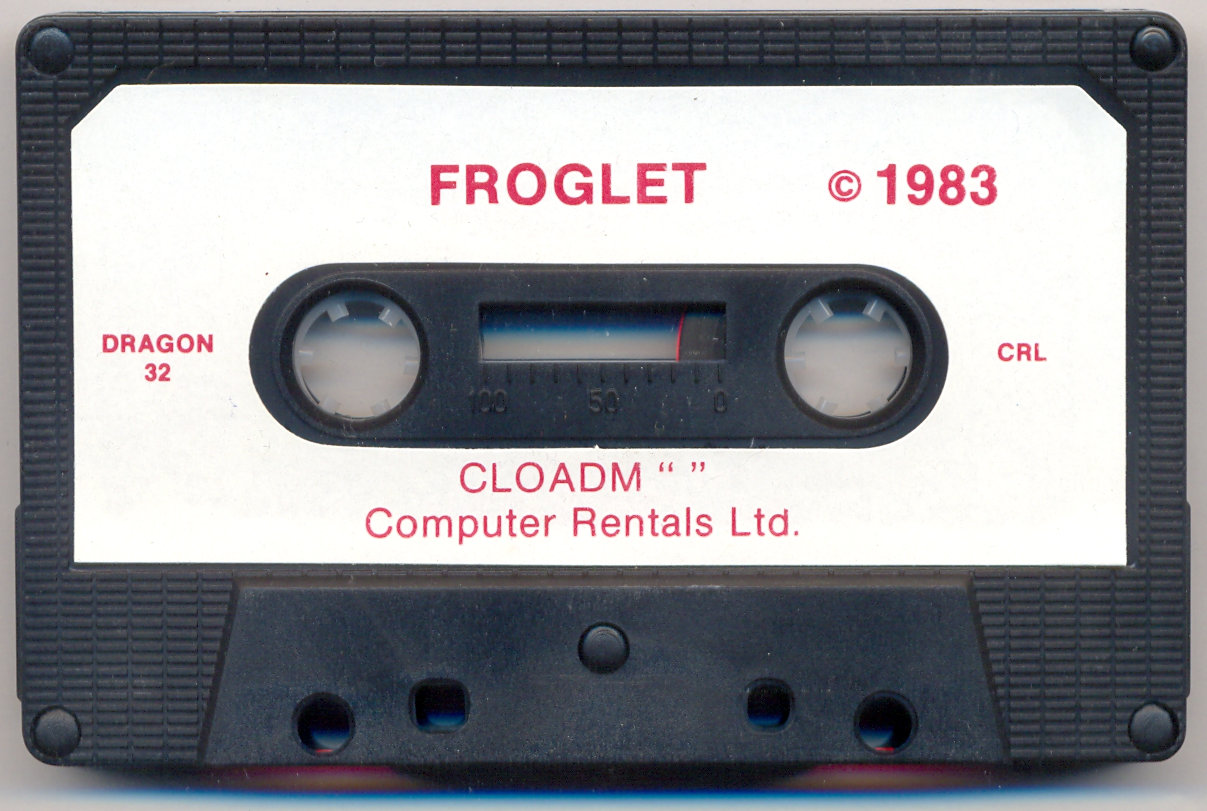 FROGLET © 1983
DRAGON
32
CRL
100 50 0
CLOADM “ ”
Computer Rentals Ltd.